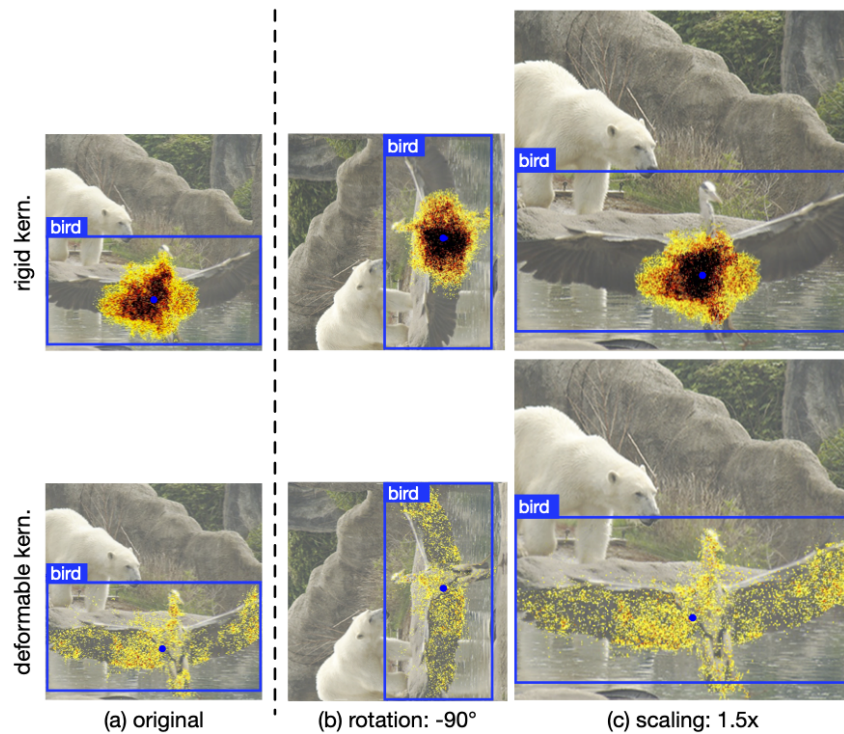 bird
bird
bird
rigid kern.
bird
bird
bird
deformable kern.
(a) original
(b) rotation: -90°
(c) scaling: 1.5x